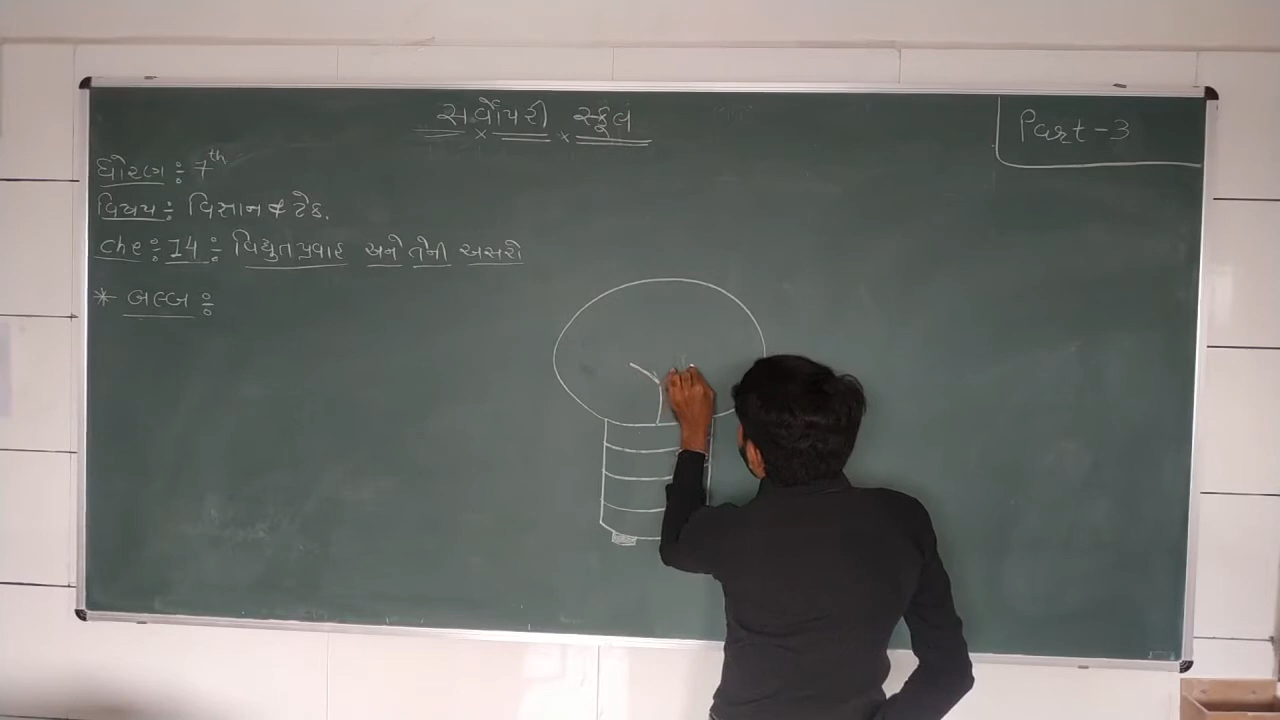 સર્વોપરી સ્કૂલ
Part-3
ધોરણ : 7th
વિષય : વિજ્ઞાન & ટેક.
che : 14 : વિદ્યુતપ્રવાહ અને તેની અસરો
* બલ્બ :